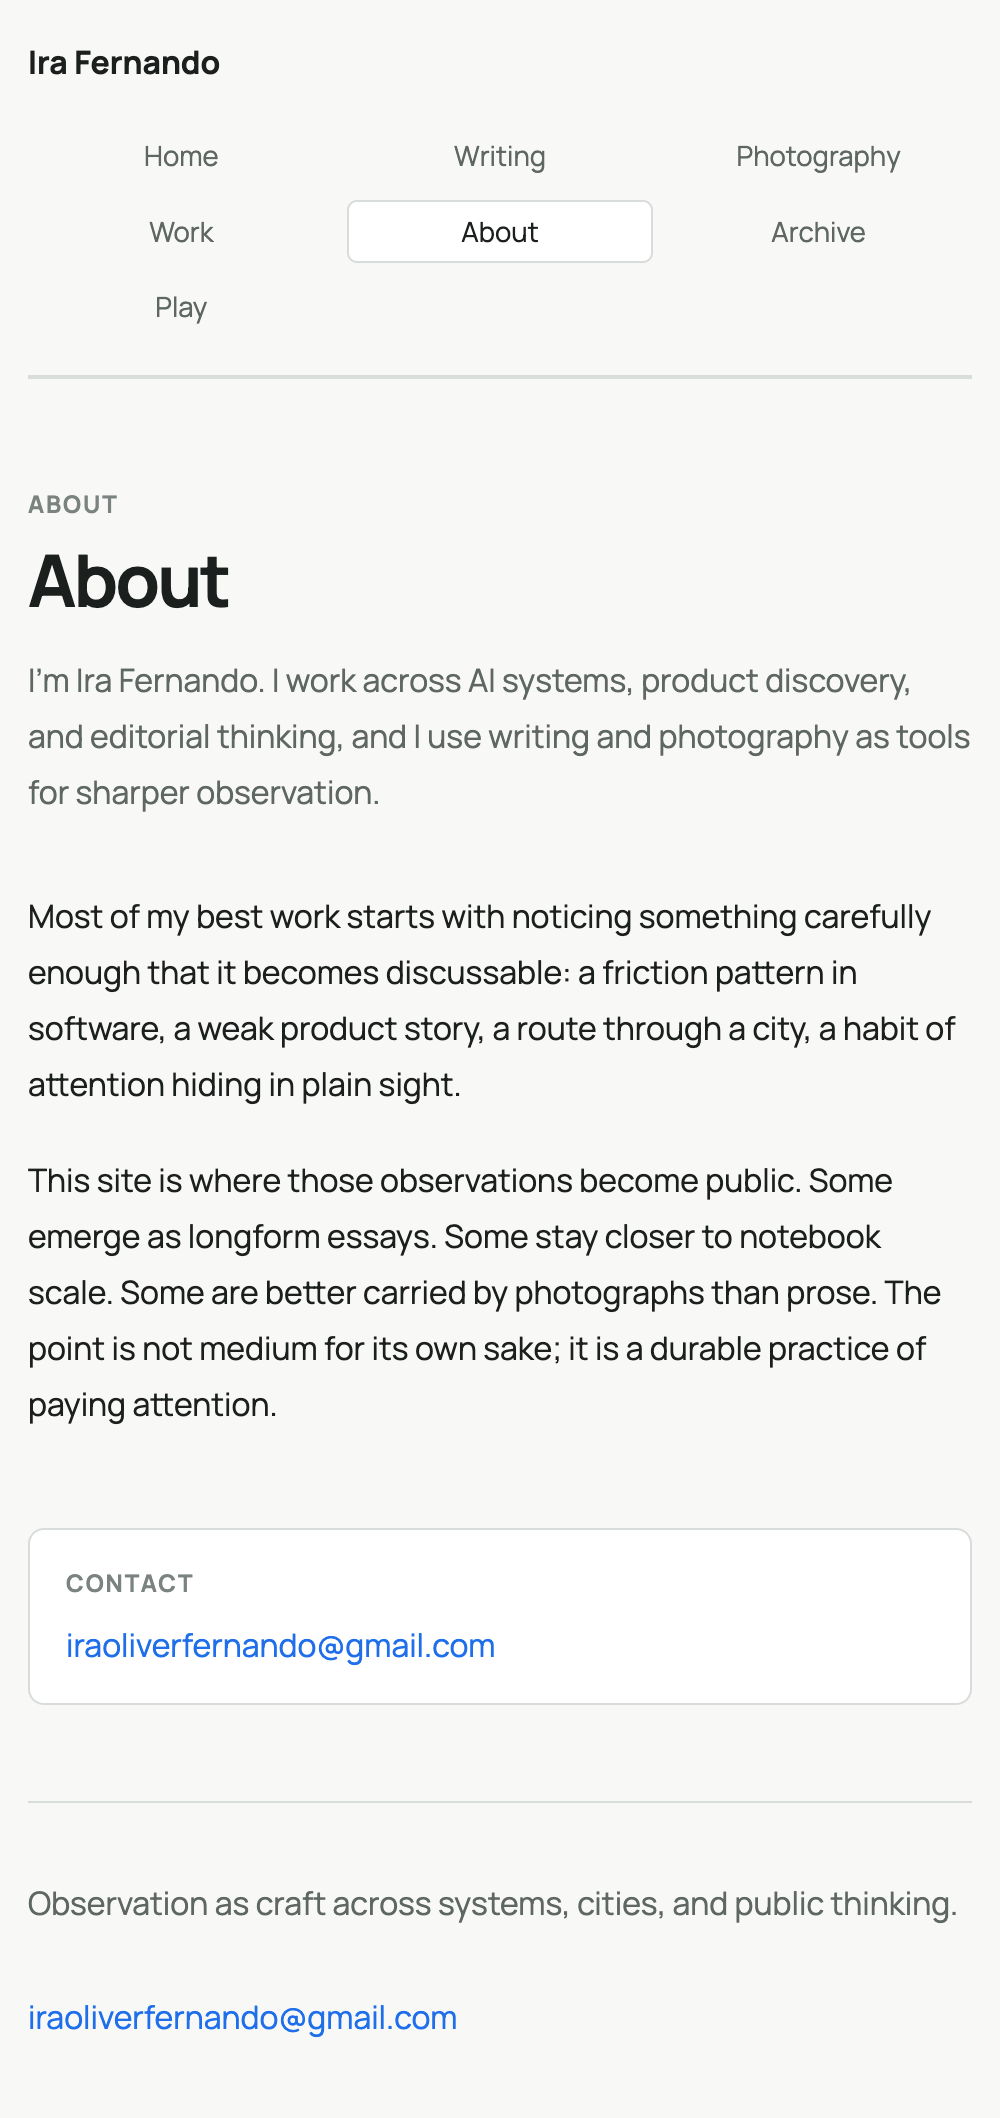 Ira Fernando
Home
Writing
Photography
Work
About
Archive
Play
ABOUT
About
I’m Ira Fernando. I work across AI systems, product discovery,
and editorial thinking, and I use writing and photography as tools
for sharper observation.
Most of my best work starts with noticing something carefully
enough that it becomes discussable: a friction pattern in
software, a weak product story, a route through a city, a habit of
attention hiding in plain sight.
This site is where those observations become public. Some
emerge as longform essays. Some stay closer to notebook
scale. Some are better carried by photographs than prose. The
point is not medium for its own sake; it is a durable practice of
paying attention.
CONTACT
iraoliverfernando@gmail.com
Observation as craft across systems, cities, and public thinking.
iraoliverfernando@gmail.com